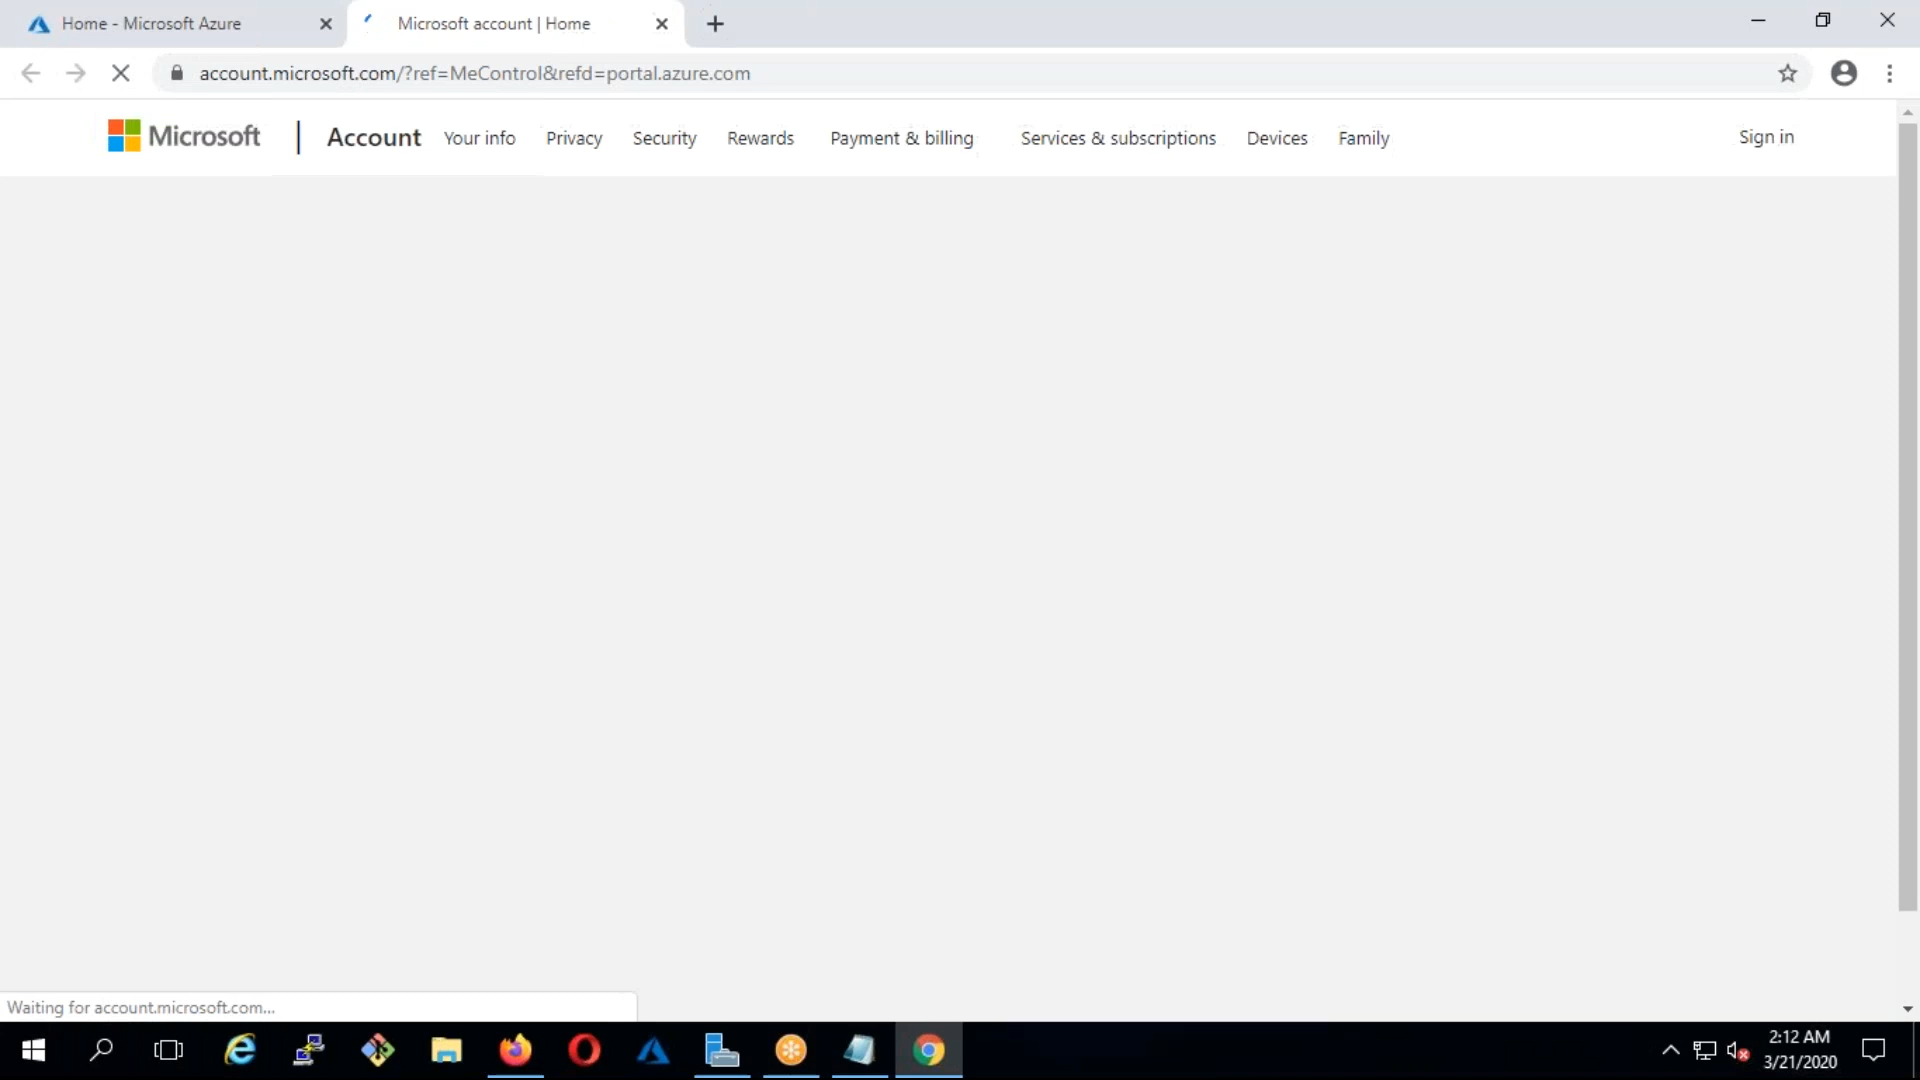 Home - Microsoft Azure
Microsoft account | Home
account.microsoft.com/?ref=MeControl&refd=portal.azure.com
Microsoft
Account
Your info
Privacy
Security
Rewards
Payment & billing
Services & subscriptions
Devices
Family
Sign in
Waiting for account.microsoft.com...
2:12 AM
3/21/2020